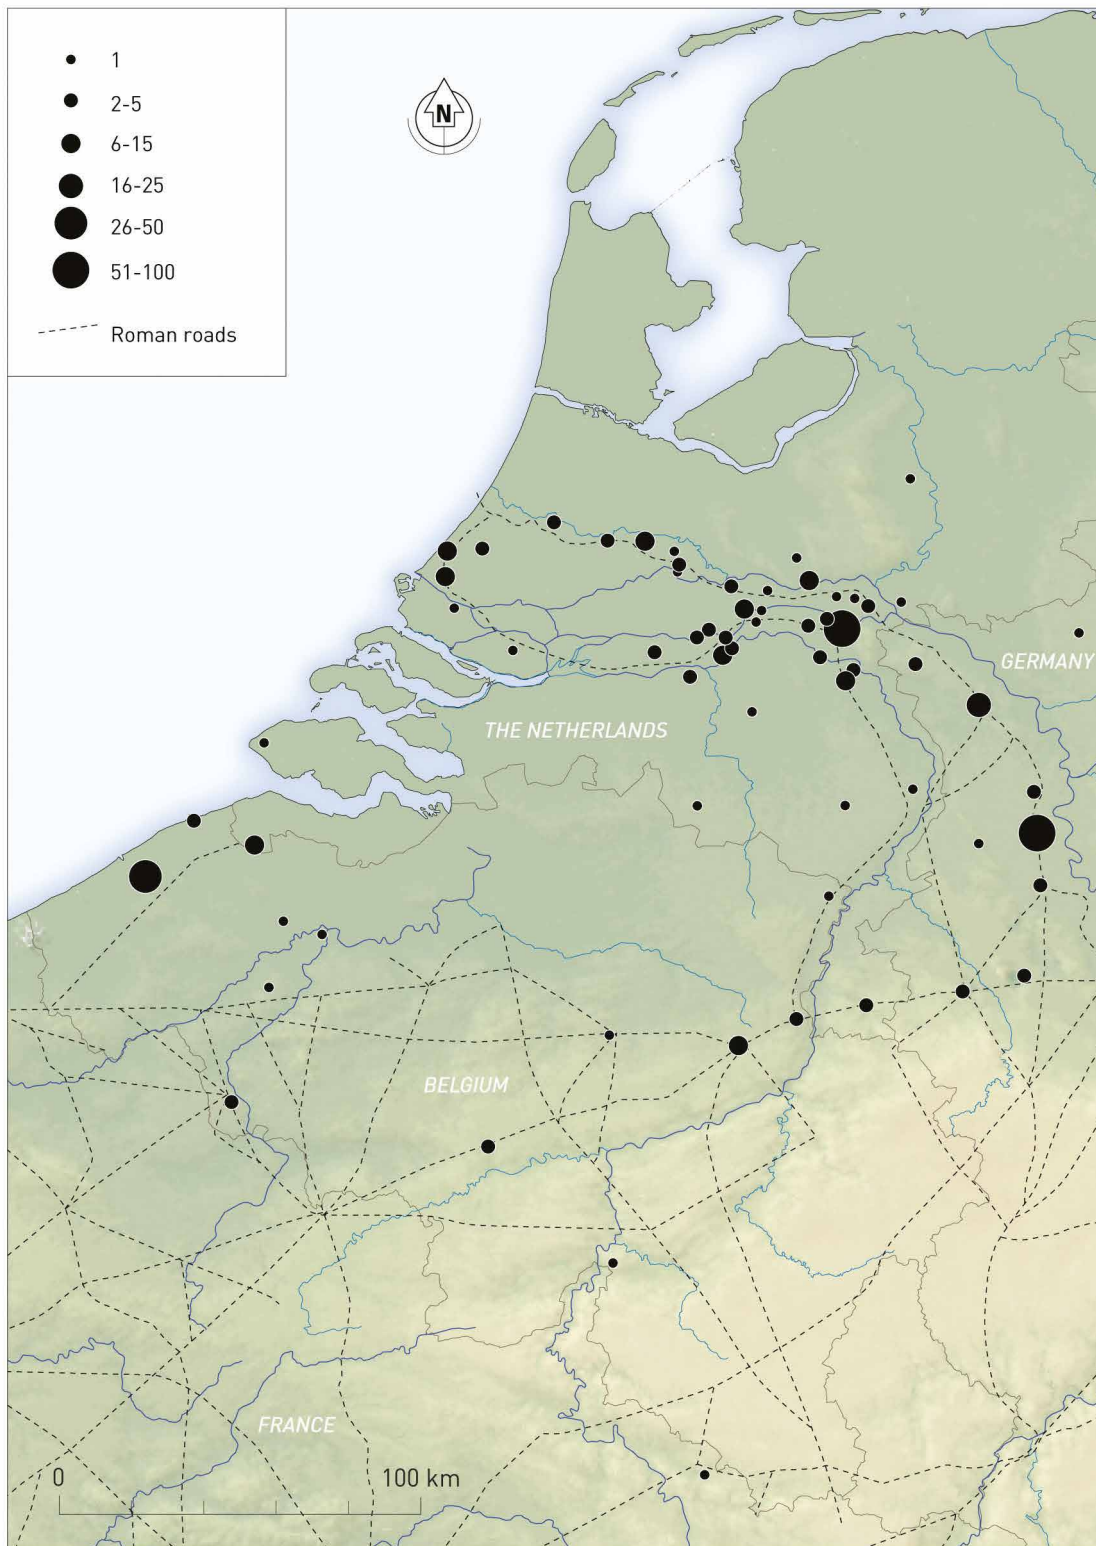 1
2-5
6-15
16-25
26-50
51-100
Roman roads
N
GERMANY
THE NETHERLANDS
BELGIUM
FRANCE
0 100 km